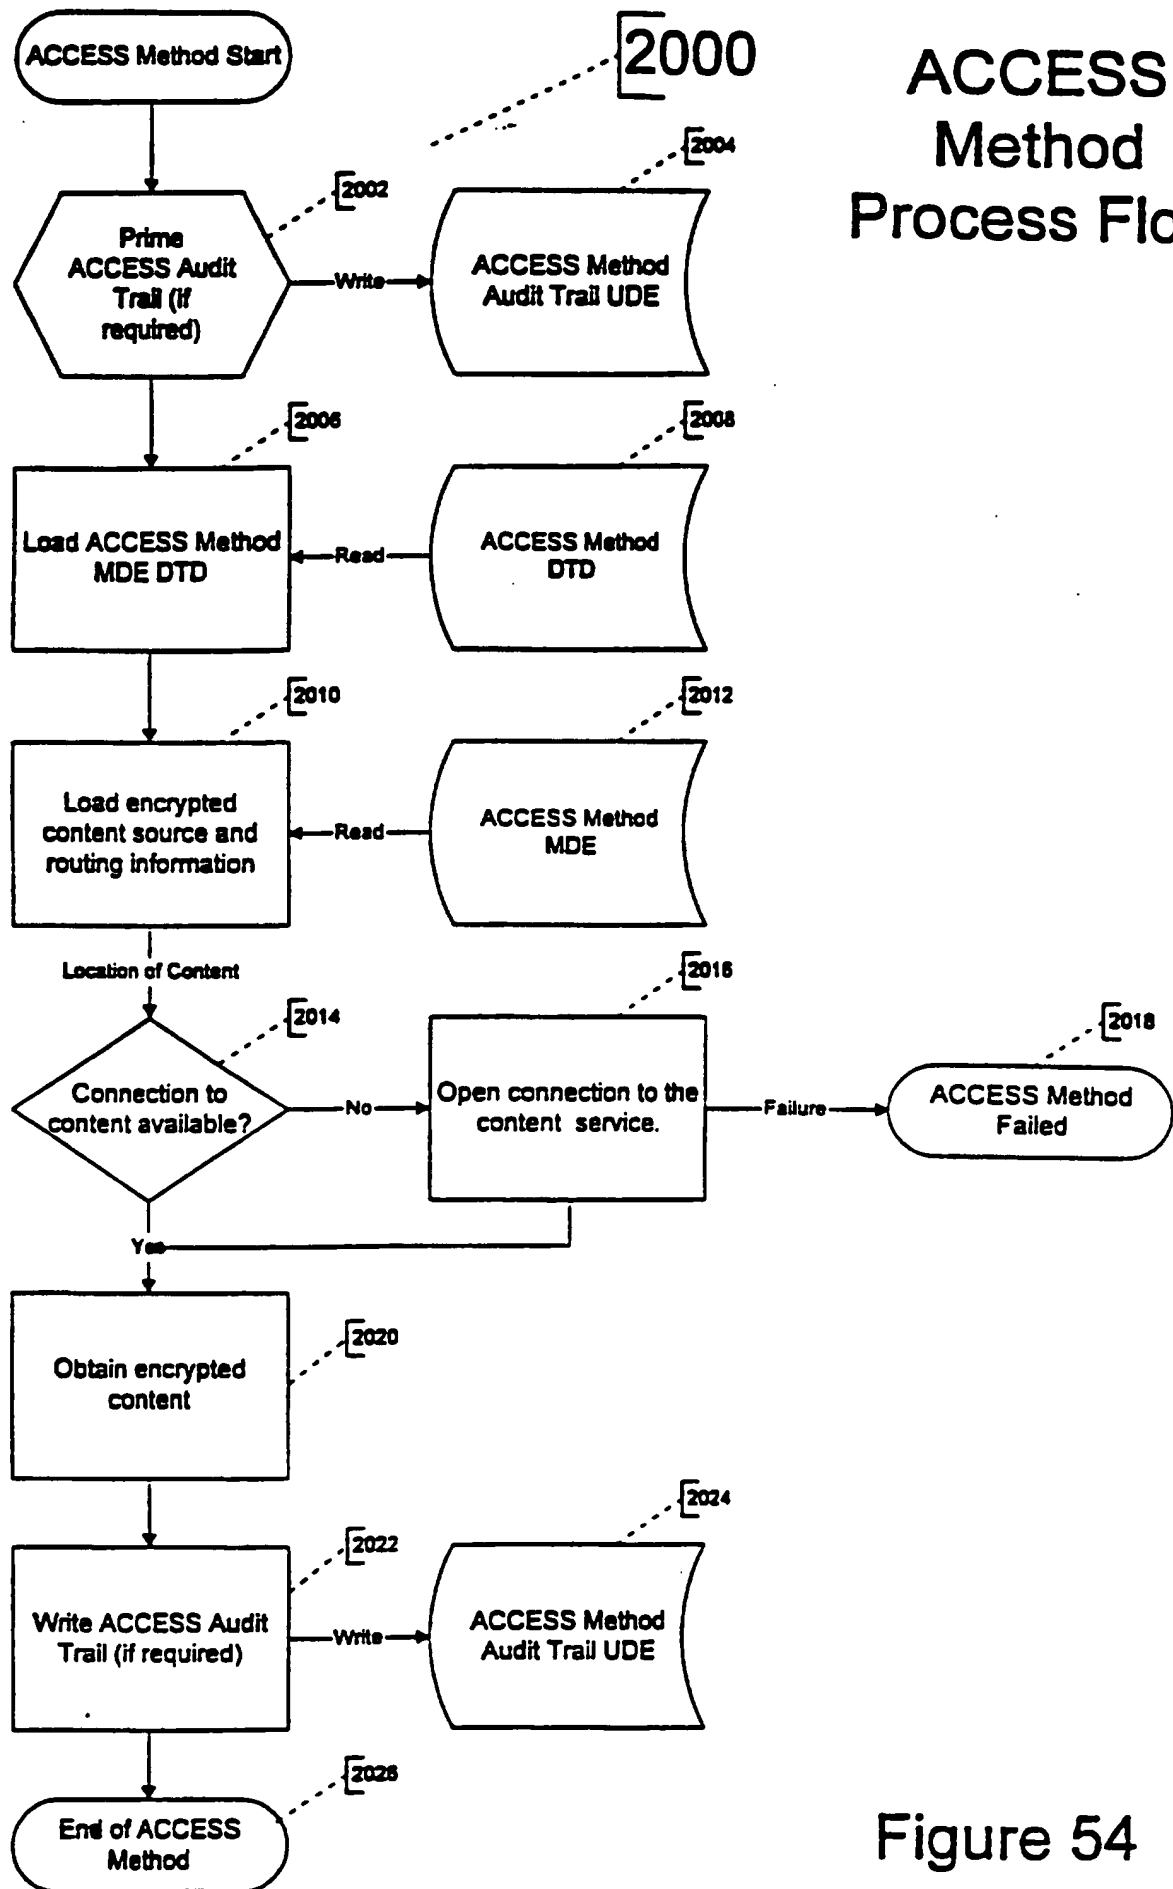 ACCESS Method Start
2000
ACCESS
Method
Process Flo
2002
2004
Prime
ACCESS Audit
Trail (if
required)
Write
ACCESS Method
Audit Trail UDE
2006
2008
Load ACCESS Method
MDE DTD
Read
ACCESS Method
DTD
2010
2012
Load encrypted
content source and
routing information
Read
ACCESS Method
MDE
Location of Content
2014
2016
2018
Connection to
content available?
No
Open connection to the
content service.
Failure
ACCESS Method
Failed
Yes
2020
Obtain encrypted
content
2022
2024
Write ACCESS Audit
Trail (if required)
Write
ACCESS Method
Audit Trail UDE
2026
End of ACCESS
Method
Figure 54